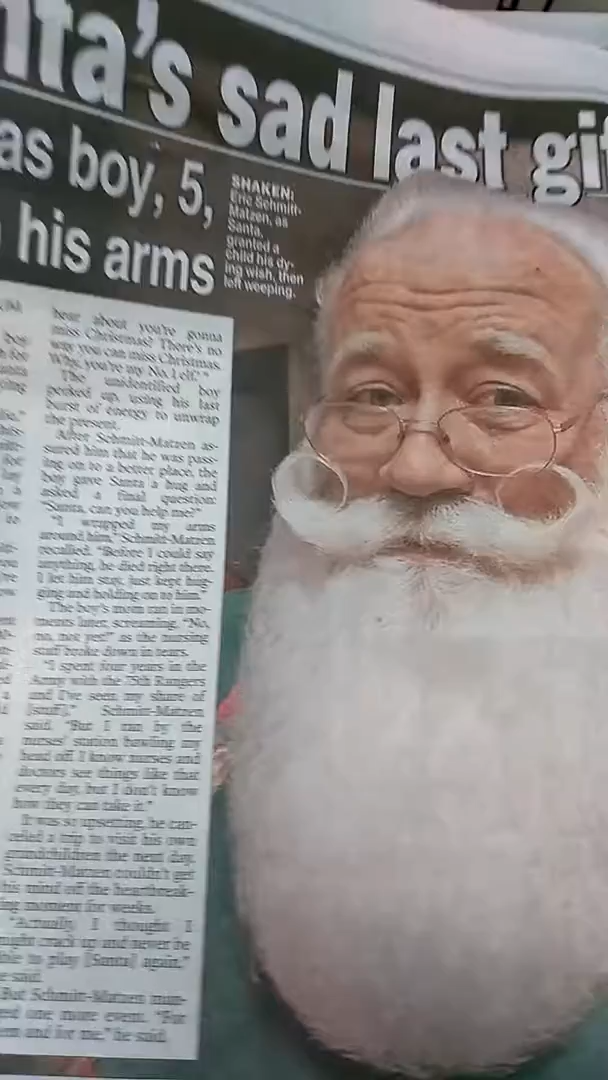 ta's sad last gi
as boy, 5,
his arms
SHAKEN:
Eric Schmitt-
Matzen, as
Santa,
granted a
child his dy-
ing wish, then
left weeping.
hear about you're gonna
miss Christmas? There's no
way you can miss Christmas.
Why, you're my No. 1 elf.'"
The unidentified boy
perked up, using his last
burst of energy to unwrap
the present.
After Schmitt-Matzen as-
sured him that he was pass-
ing on to a better place, the
boy gave Santa a hug and
asked a final question:
"Santa, can you help me?"
"I wrapped my arms
around him," Schmitt-Matzen
recalled. "Before I could say
anything, he died right there.
I let him stay, just kept hug-
ging and holding on to him."
The boy's mom ran in mo-
ments later, screaming, "No,
no, not yet!" as the nursing
staff broke down in tears.
"I spent four years in the
Army with the 75th Rangers
and I've seen my share of
[stuff]," Schmitt-Matzen
said. "But I ran by the
nurses' station bawling my
head off. I know nurses and
doctors see things like that
every day, but I don't know
how they can take it."
It was so upsetting, he can-
celed a trip to visit his own
grandchildren the next day.
Schmitt-Matzen couldn't get
his mind off the heartbreak-
ing moment for weeks.
"Actually, I thought I
might crack up and never be
able to play [Santa] again,"
he said.
But Schmitt-Matzen man-
ed one more event. "For
em and for me," he said.